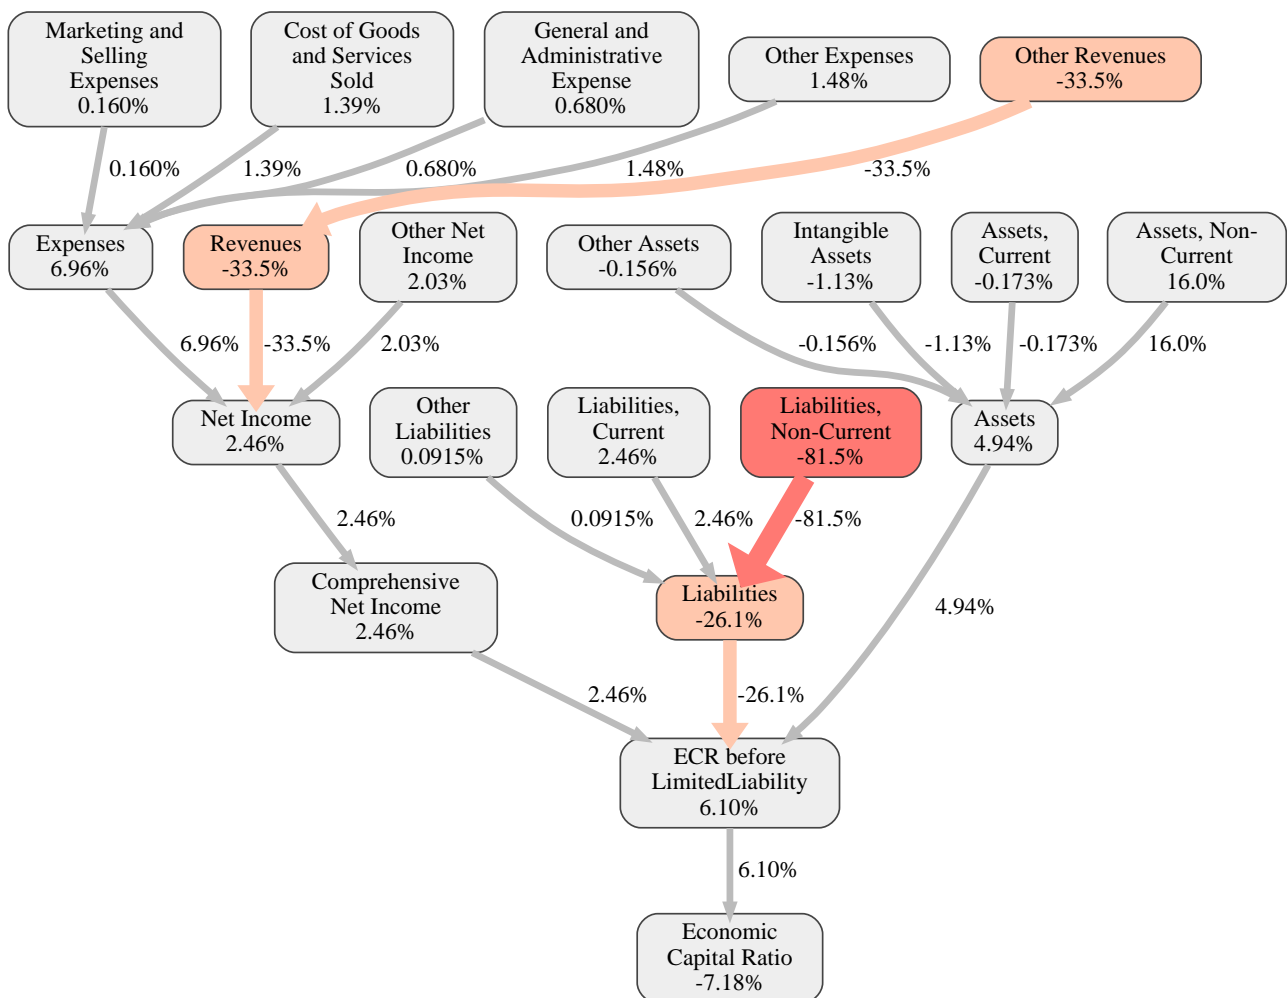 Marketing and
Selling
Expenses
0.160%
Cost of Goods
and Services
Sold
1.39%
General and
Administrative
Expense
0.680%
Other Expenses
1.48%
Other Revenues
-33.5%
0.160%
1.39%
0.680%
1.48%
-33.5%
Expenses
6.96%
Revenues
-33.5%
Other Net
Income
2.03%
Other Assets
-0.156%
Intangible
Assets
-1.13%
Assets,
Current
-0.173%
Assets, Non-
Current
16.0%
6.96%
-33.5%
2.03%
-0.156%
-1.13%
-0.173%
16.0%
Net Income
2.46%
Other
Liabilities
0.0915%
Liabilities,
Current
2.46%
Liabilities,
Non-Current
-81.5%
Assets
4.94%
2.46%
0.0915%
2.46%
-81.5%
Comprehensive
Net Income
2.46%
Liabilities
-26.1%
4.94%
2.46%
-26.1%
ECR before
LimitedLiability
6.10%
6.10%
Economic
Capital Ratio
-7.18%